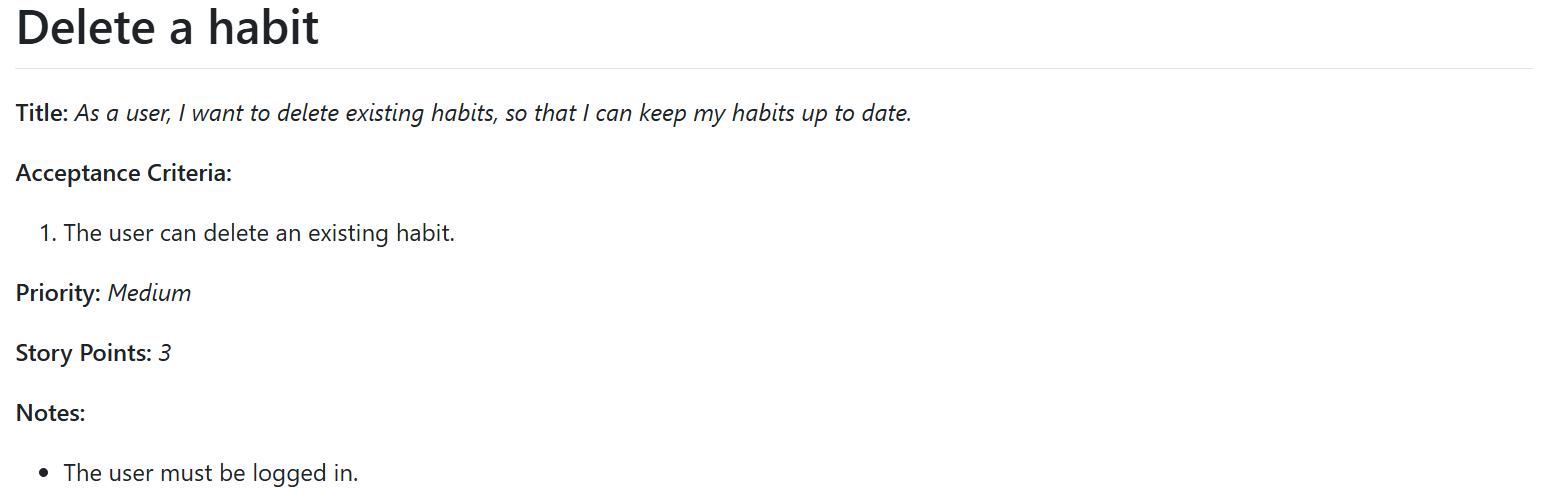 Delete a habit
Title: As a user, I want to delete existing habits, so that I can keep my habits up to date.
Acceptance Criteria:
1. The user can delete an existing habit.
Priority: Medium
Story Points: 3
Notes:
• The user must be logged in.